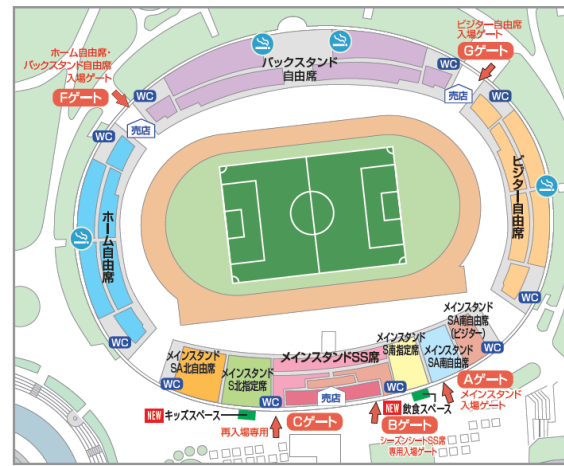 ビジター自由席
入場ゲート
Gゲート
ホーム自由席・
バックスタンド自由席
入場ゲート
Fゲート
バックスタンド
自由席
WC
WC
売店
売店
WC
WC
ホーム自由席
ビジター自由席
WC
WC
メインスタンド
SA北自由席
メインスタンド
S北指定席
メインスタンドSS席
メインスタンド
S南指定席
メインスタンド
SA南自由席
メインスタンド
SA南自由席
(ビジター)
WC
WC
WC
売店
NEW キッズスペース
再入場専用
Cゲート
NEW 飲食スペース
Bゲート
シーズンシートSS席
専用入場ゲート
Aゲート
メインスタンド
入場ゲート